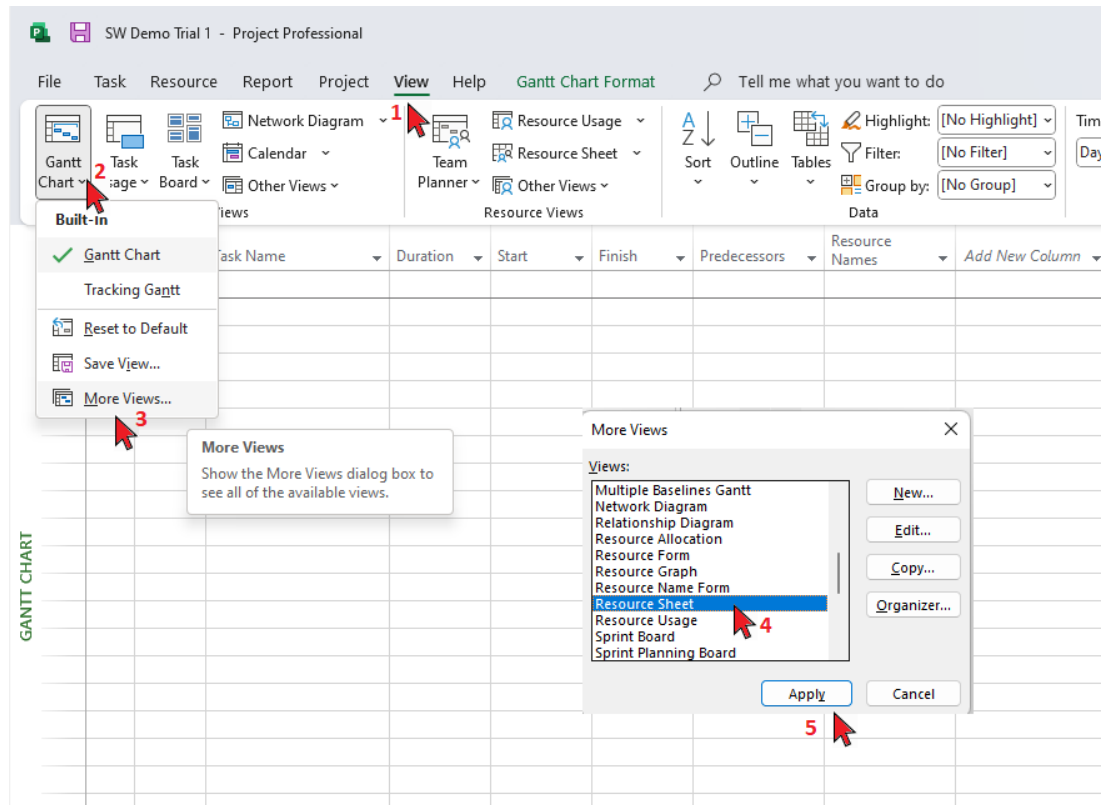 SW Demo Trial 1 - Project Professional
File Task Resource Report Project View Help Gantt Chart Format Tell me what you want to do
1
Gantt
Chart
2
Task
sage
Task
Board
Network Diagram
Calendar
Other Views
iews
Team
Planner
Resource Usage
Resource Sheet
Other Views
Resource Views
A
Z
Sort
Outline
Tables
Highlight: [No Highlight]
Filter: [No Filter]
Group by: [No Group]
Data
Tim
Day
Built-In
Gantt Chart
Tracking Gantt
Reset to Default
Save View...
More Views...
3
Task Name Duration Start Finish Predecessors Resource
Names Add New Column
More Views
Show the More Views dialog box to
see all of the available views.
GANTT CHART
More Views
Views:
Multiple Baselines Gantt
Network Diagram
Relationship Diagram
Resource Allocation
Resource Form
Resource Graph
Resource Name Form
Resource Sheet
Resource Usage
Sprint Board
Sprint Planning Board
4
New...
Edit...
Copy...
Organizer...
Apply
Cancel
5